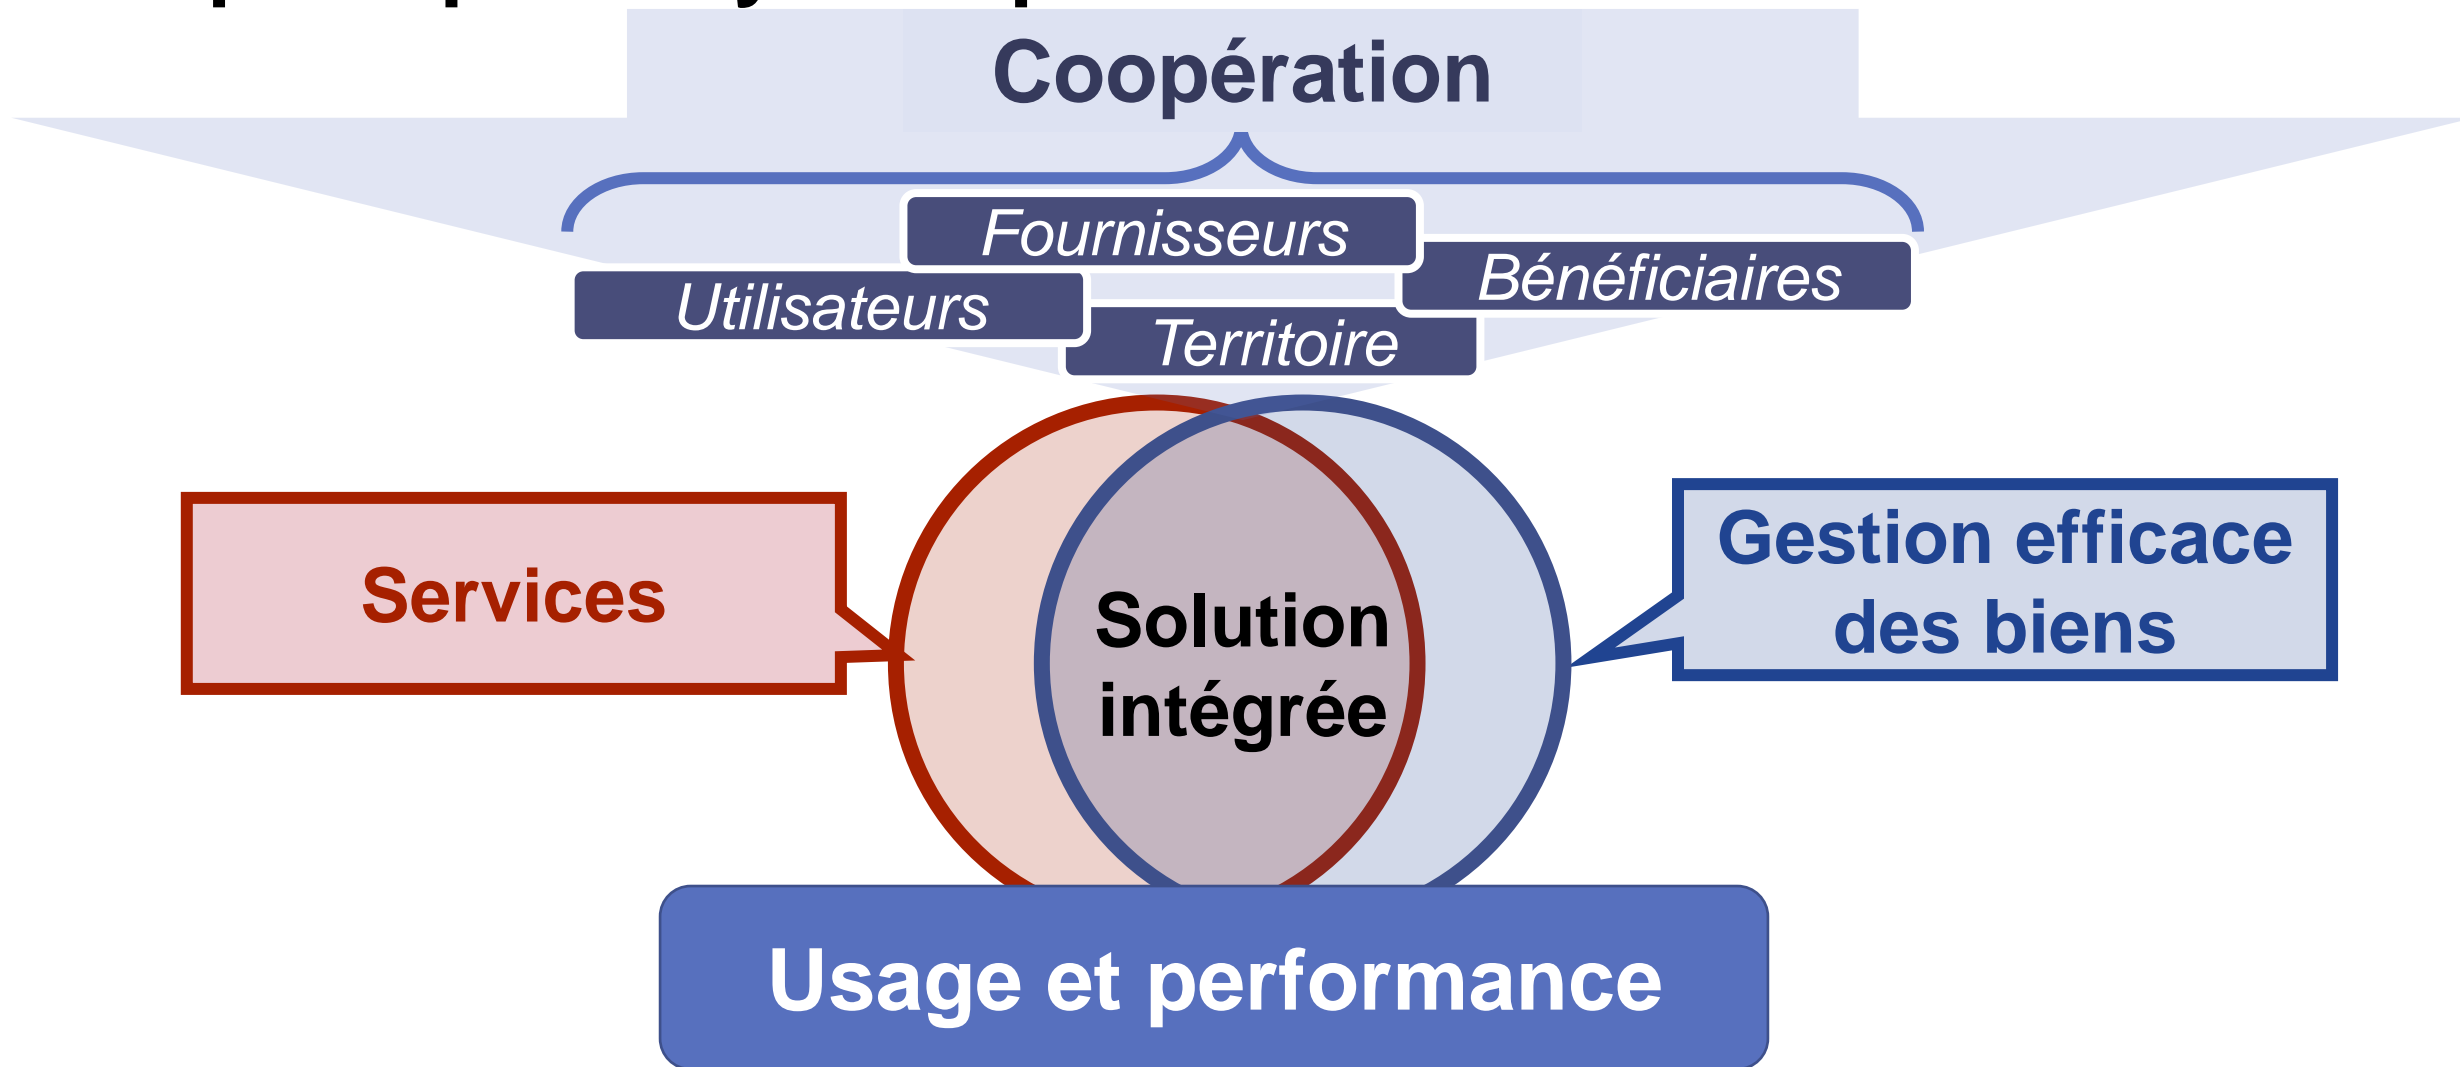 Coopération
Fournisseurs
Bénéficiaires
Utilisateurs
Territoire
Services
Gestion efficace
des biens
Solution
intégrée
Usage et performance